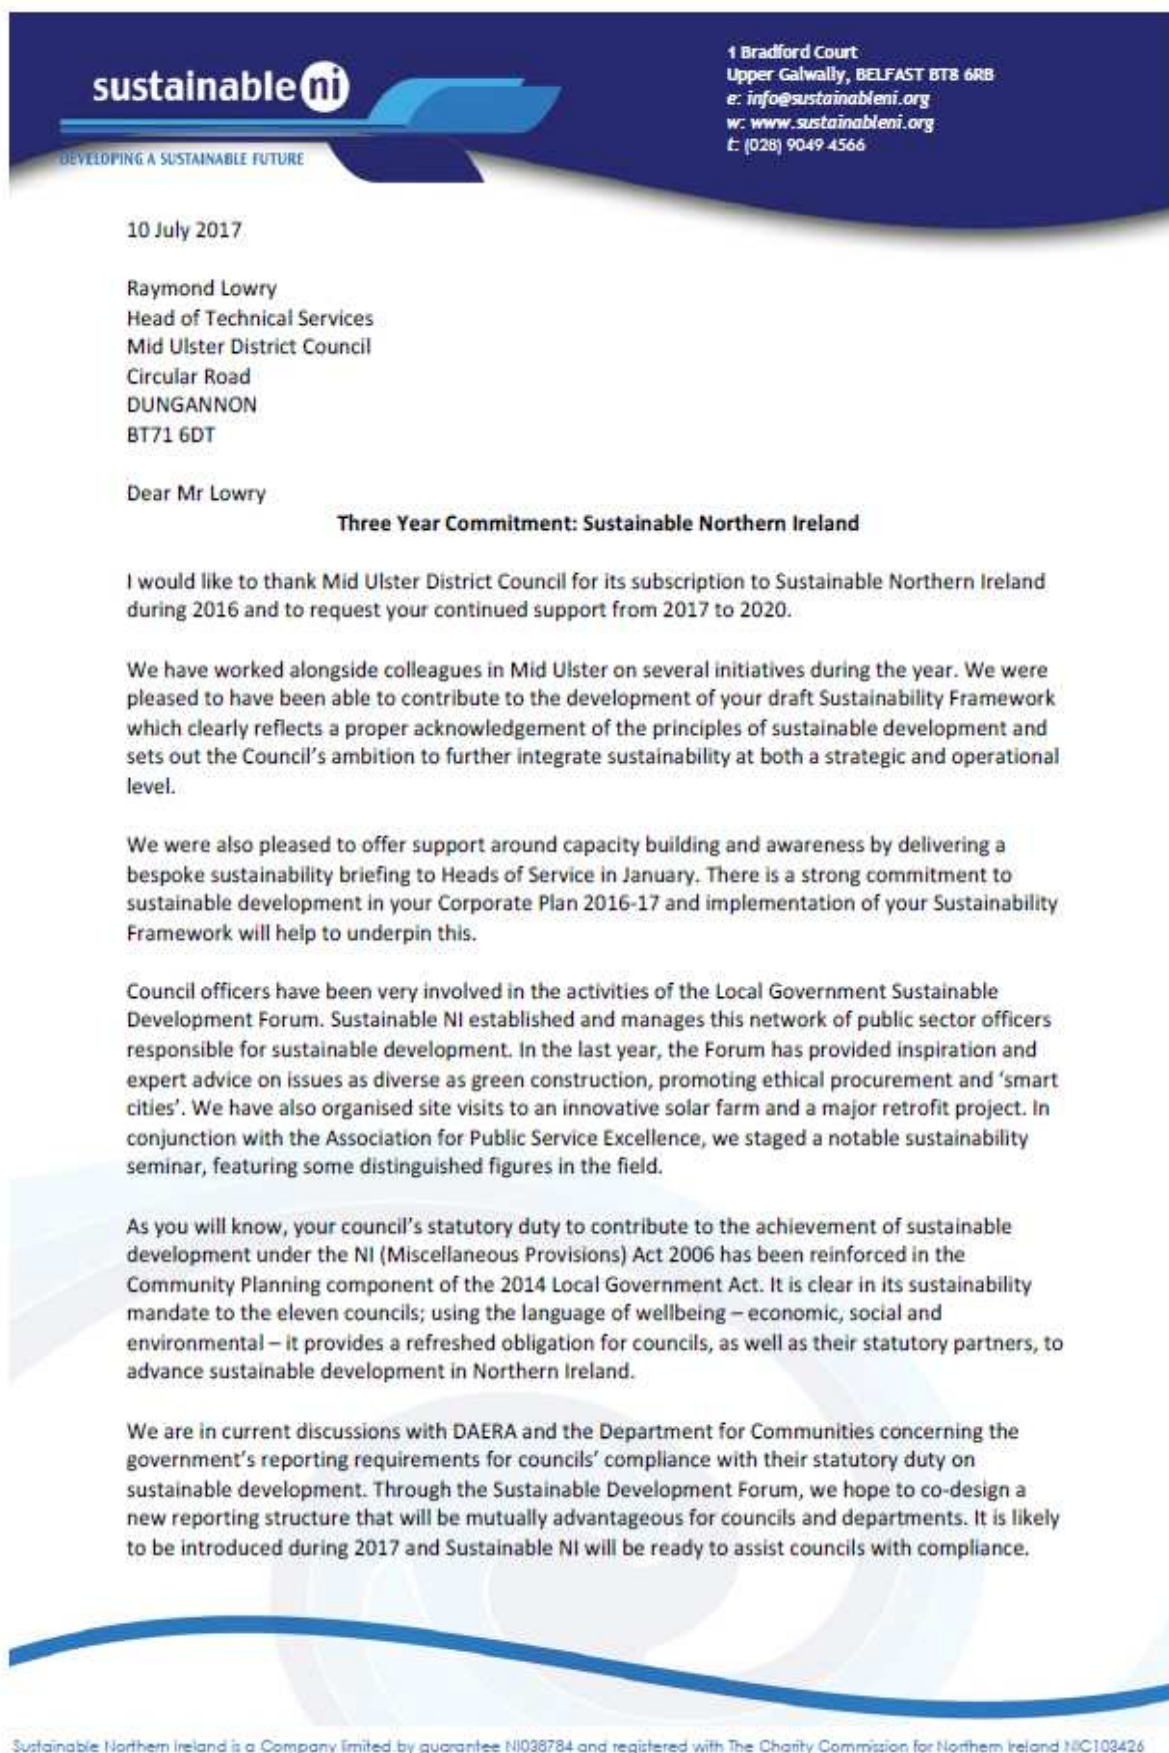 sustainable ni
DEVELOPING A SUSTAINABLE FUTURE
1 Bradford Court
Upper Galwally, BELFAST BT8 6RB
e: info@sustainableni.org
w: www.sustainableni.org
t: (028) 9049 4566
10 July 2017
Raymond Lowry
Head of Technical Services
Mid Ulster District Council
Circular Road
DUNGANNON
BT71 6DT
Dear Mr Lowry
Three Year Commitment: Sustainable Northern Ireland
I would like to thank Mid Ulster District Council for its subscription to Sustainable Northern Ireland
during 2016 and to request your continued support from 2017 to 2020.
We have worked alongside colleagues in Mid Ulster on several initiatives during the year. We were
pleased to have been able to contribute to the development of your draft Sustainability Framework
which clearly reflects a proper acknowledgement of the principles of sustainable development and
sets out the Council's ambition to further integrate sustainability at both a strategic and operational
level.
We were also pleased to offer support around capacity building and awareness by delivering a
bespoke sustainability briefing to Heads of Service in January. There is a strong commitment to
sustainable development in your Corporate Plan 2016-17 and implementation of your Sustainability
Framework will help to underpin this.
Council officers have been very involved in the activities of the Local Government Sustainable
Development Forum. Sustainable NI established and manages this network of public sector officers
responsible for sustainable development. In the last year, the Forum has provided inspiration and
expert advice on issues as diverse as green construction, promoting ethical procurement and 'smart
cities'. We have also organised site visits to an innovative solar farm and a major retrofit project. In
conjunction with the Association for Public Service Excellence, we staged a notable sustainability
seminar, featuring some distinguished figures in the field.
As you will know, your council's statutory duty to contribute to the achievement of sustainable
development under the NI (Miscellaneous Provisions) Act 2006 has been reinforced in the
Community Planning component of the 2014 Local Government Act. It is clear in its sustainability
mandate to the eleven councils; using the language of wellbeing – economic, social and
environmental – it provides a refreshed obligation for councils, as well as their statutory partners, to
advance sustainable development in Northern Ireland.
We are in current discussions with DAERA and the Department for Communities concerning the
government's reporting requirements for councils' compliance with their statutory duty on
sustainable development. Through the Sustainable Development Forum, we hope to co-design a
new reporting structure that will be mutually advantageous for councils and departments. It is likely
to be introduced during 2017 and Sustainable NI will be ready to assist councils with compliance.
Sustainable Northern Ireland is a Company limited by guarantee NI038784 and registered with The Charity Commission for Northern Ireland NIC103426